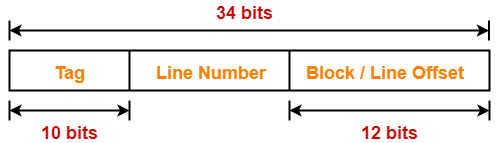 34 bits
Tag
Line Number
Block / Line Offset
10 bits
12 bits